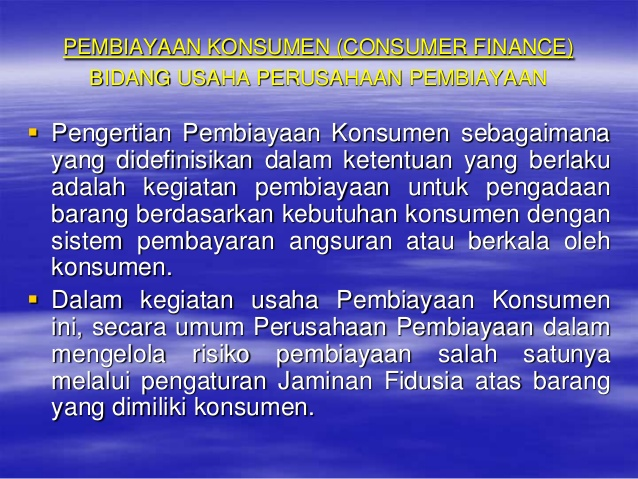 PEMBIAYAAN KONSUMEN (CONSUMER FINANCE)
BIDANG USAHA PERUSAHAAN PEMBIAYAAN
▪ Pengertian Pembiayaan Konsumen sebagaimana
yang didefinisikan dalam ketentuan yang berlaku
adalah kegiatan pembiayaan untuk pengadaan
barang berdasarkan kebutuhan konsumen dengan
sistem pembayaran angsuran atau berkala oleh
konsumen.
▪ Dalam kegiatan usaha Pembiayaan Konsumen
ini, secara umum Perusahaan Pembiayaan dalam
mengelola risiko pembiayaan salah satunya
melalui pengaturan Jaminan Fidusia atas barang
yang dimiliki konsumen.